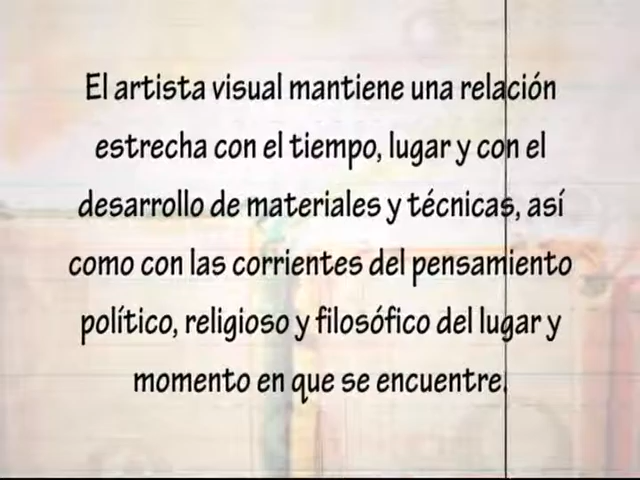 El artista visual mantiene una relación
estrecha con el tiempo, lugar y con el
desarrollo de materiales y técnicas, así
como con las corrientes del pensamiento
político, religioso y filosófico del lugar y
momento en que se encuentre.